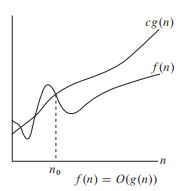 cg(n)
f(n)
n
n₀
f(n) = O(g(n))